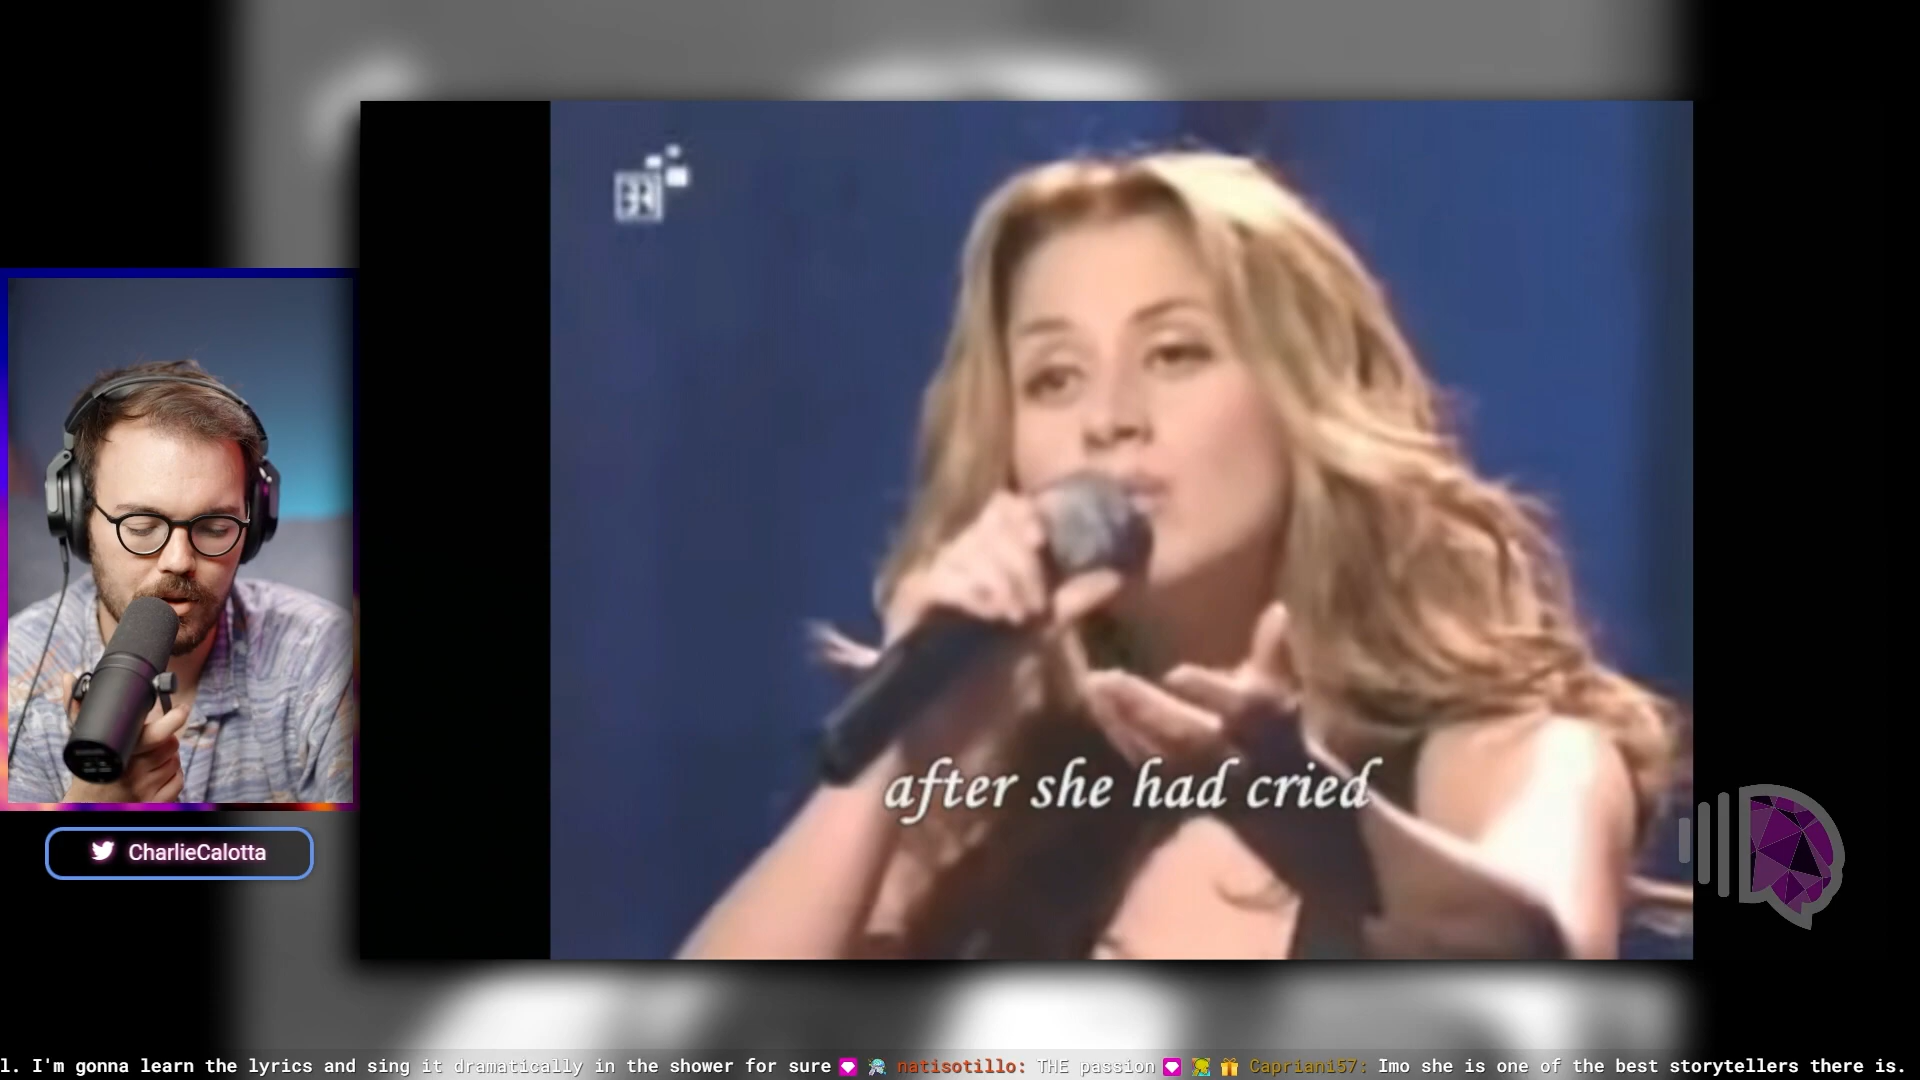 after she had cried
CharlieCalotta
l. I'm gonna learn the lyrics and sing it dramatically in the shower for sure natisotillo: THE passion Capriani57: Imo she is one of the best storytellers there is.